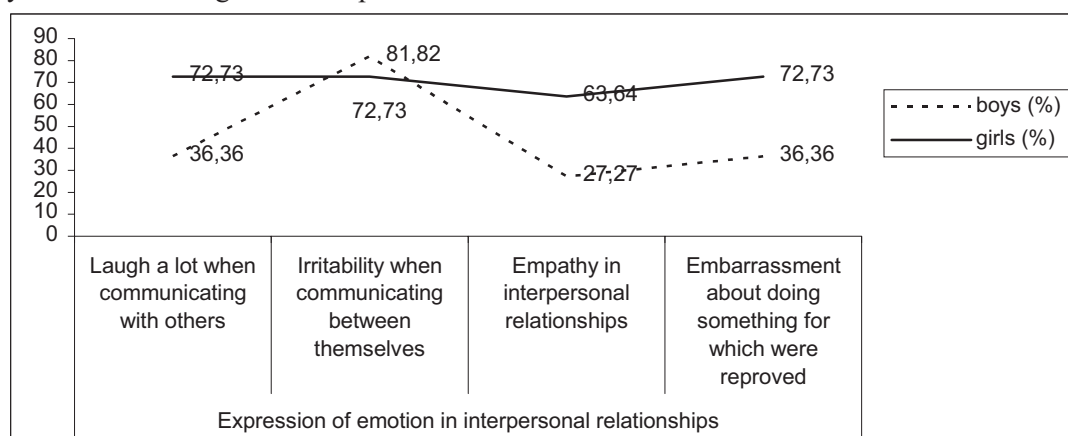 90
80
70
60
50
40
30
20
10
0
72,73
81,82
72,73
63,64
72,73
36,36
27,27
36,36
boys (%)
girls (%)
Laugh a lot when
communicating
with others
Irritability when
communicating
between
themselves
Empathy in
interpersonal
relationships
Embarrassment
about doing
something for
which were
reproved
Expression of emotion in interpersonal relationships